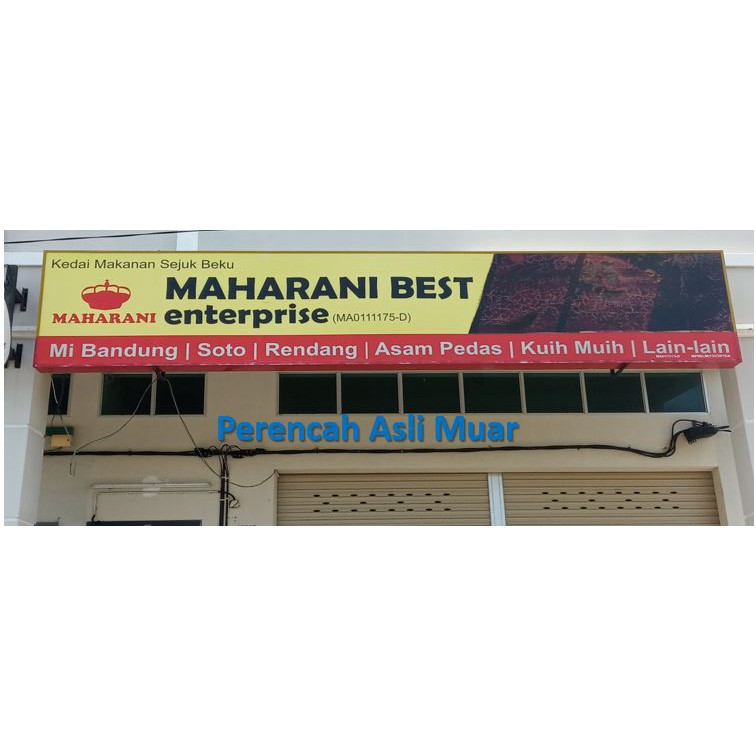 Kedai Makanan Sejuk Beku
MAHARANI
MAHARANI BEST
enterprise (MA0111175-D)
Mi Bandung | Soto | Rendang | Asam Pedas | Kuih Muih | Lain-lain
Perencah Asli Muar